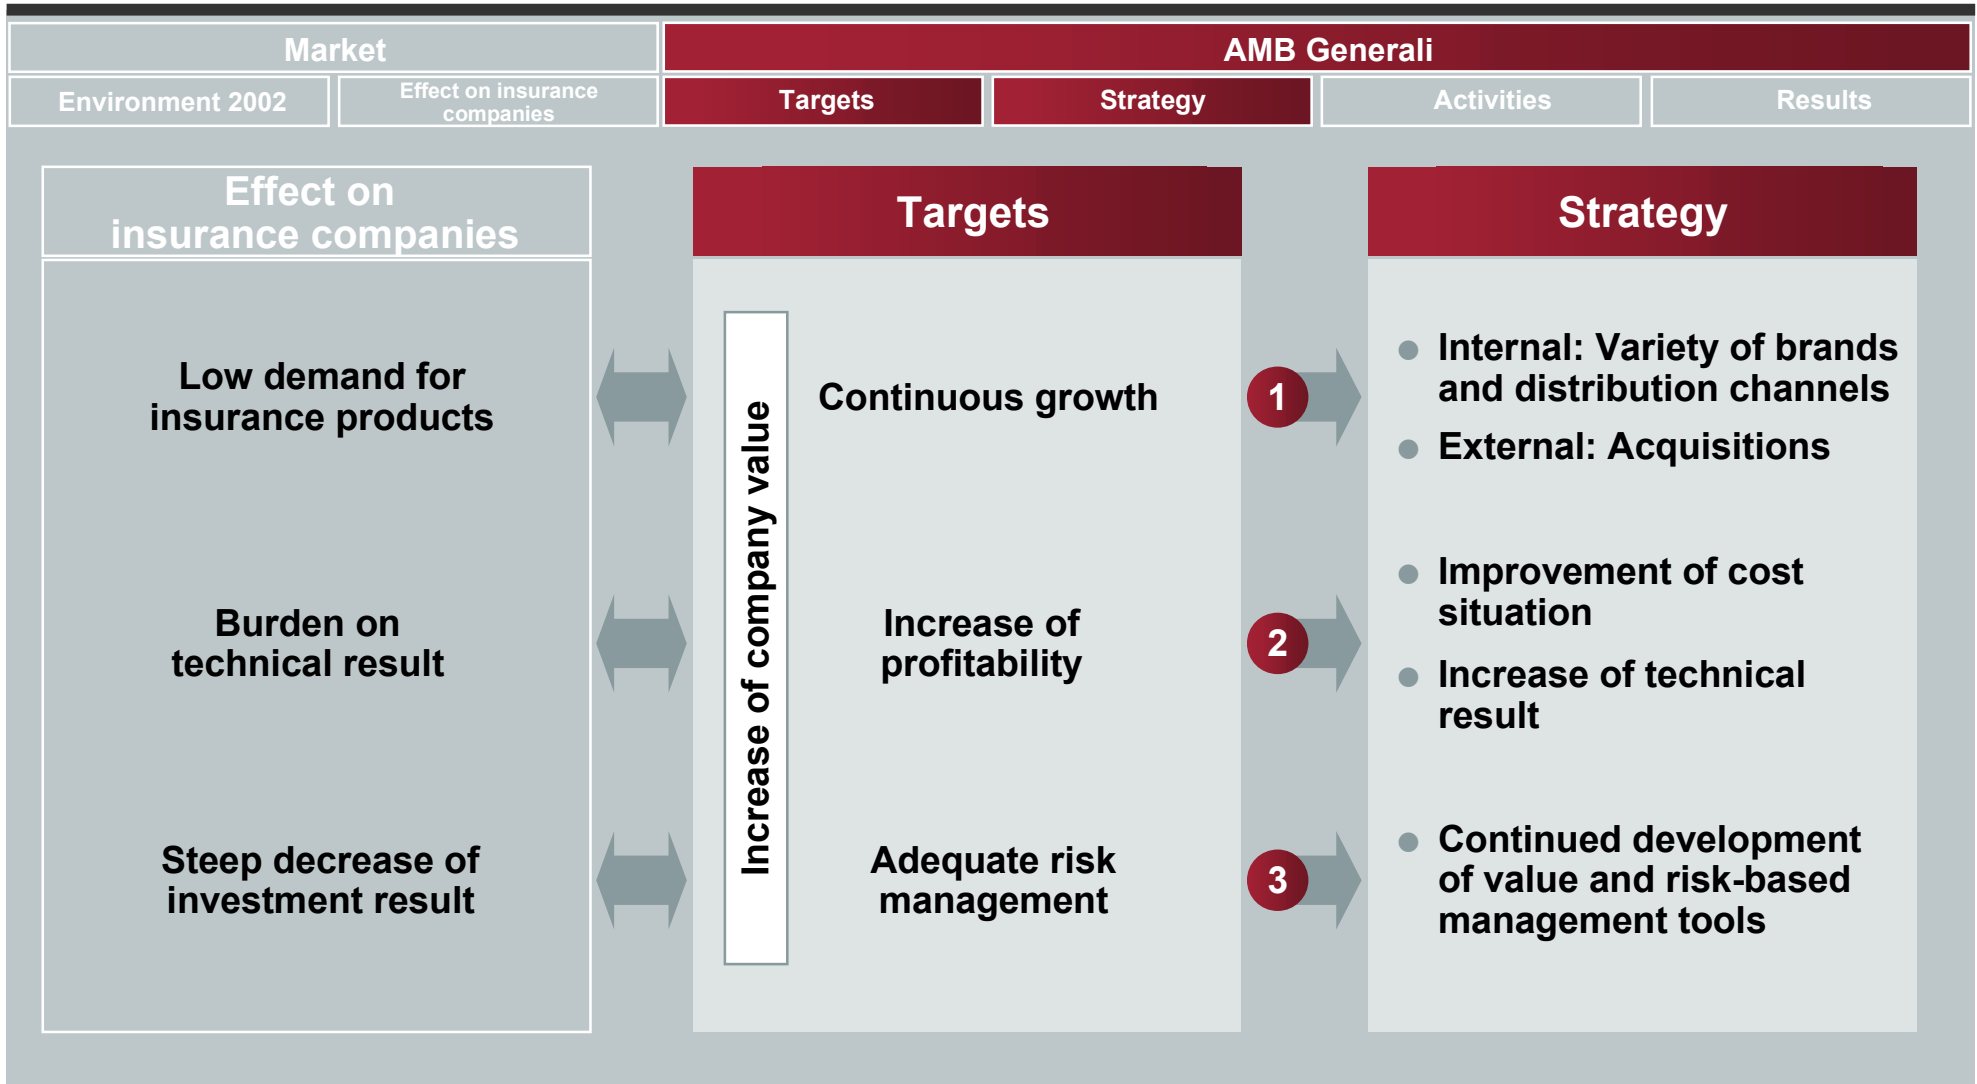 Market
AMB Generali
Environment 2002
Effect on insurance
companies
Targets
Strategy
Activities
Results
Effect on
insurance companies
Low demand for
insurance products
Burden on
technical result
Steep decrease of
investment result
Targets
Increase of company value
Continuous growth
Increase of
profitability
Adequate risk
management
1
2
3
Strategy
Internal: Variety of brands
and distribution channels
External: Acquisitions
Improvement of cost
situation
Increase of technical
result
Continued development
of value and risk-based
management tools